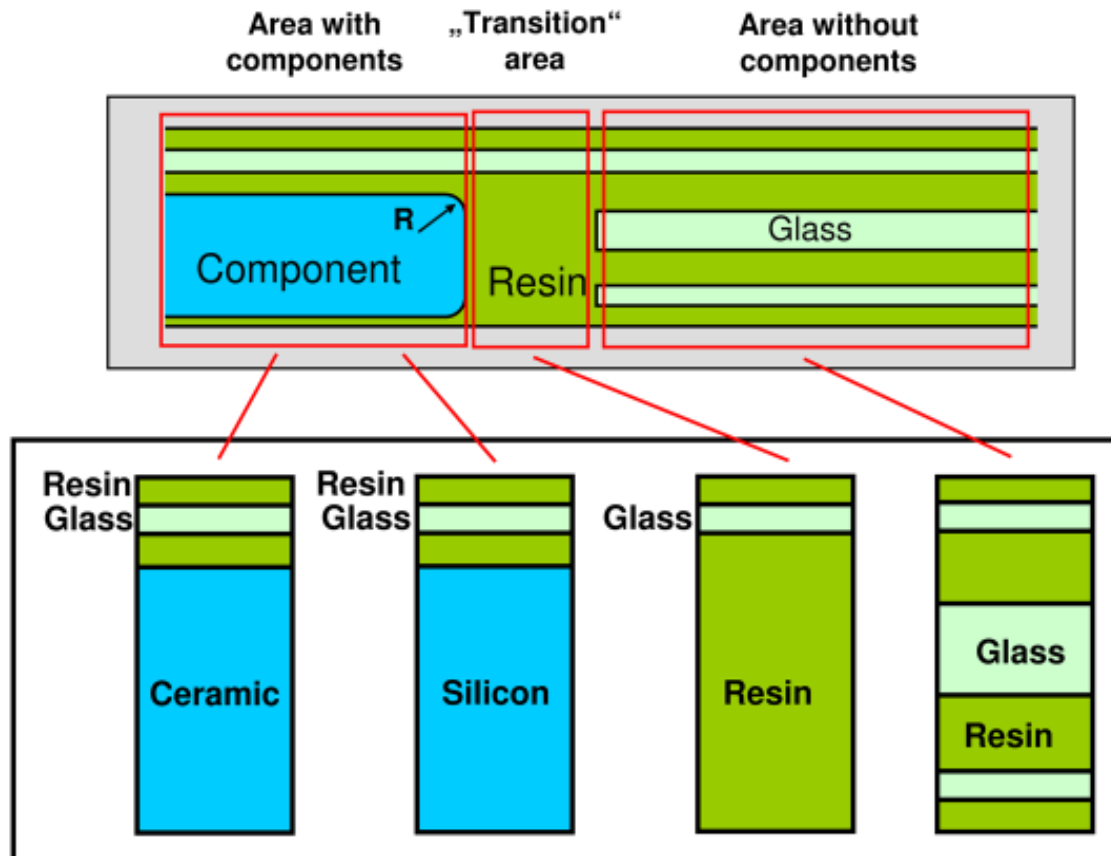 Area with
components
„Transition“
area
Area without
components
R
Component
Resin
Glass
Resin
Glass
Ceramic
Resin
Glass
Silicon
Glass
Resin
Glass
Resin